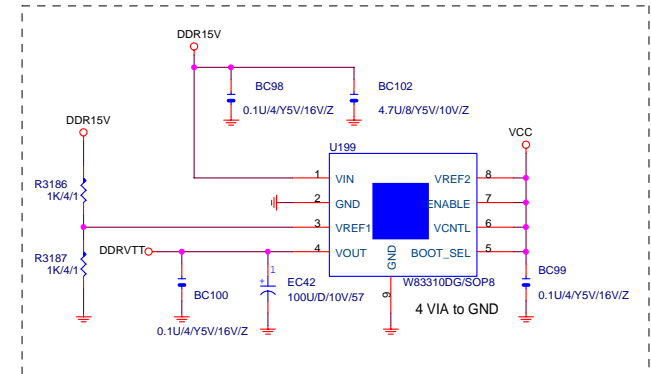 DDR15V
BC98
BC102
0.1U/4/Y5V/16V/Z
4.7U/8/Y5V/10V/Z
DDR15V
VCC
U199
R3186
1K/4/1
1 VIN VREF2 8
2 GND ENABLE 7
3 VREF1 VCNTL 6
4 VOUT BOOT_SEL 5
GND
9
W83310DG/SOP8
R3187
1K/4/1
DDRVTT
1
+
EC42
100U/D/10V/57
BC100
0.1U/4/Y5V/16V/Z
4 VIA to GND
BC99
0.1U/4/Y5V/16V/Z